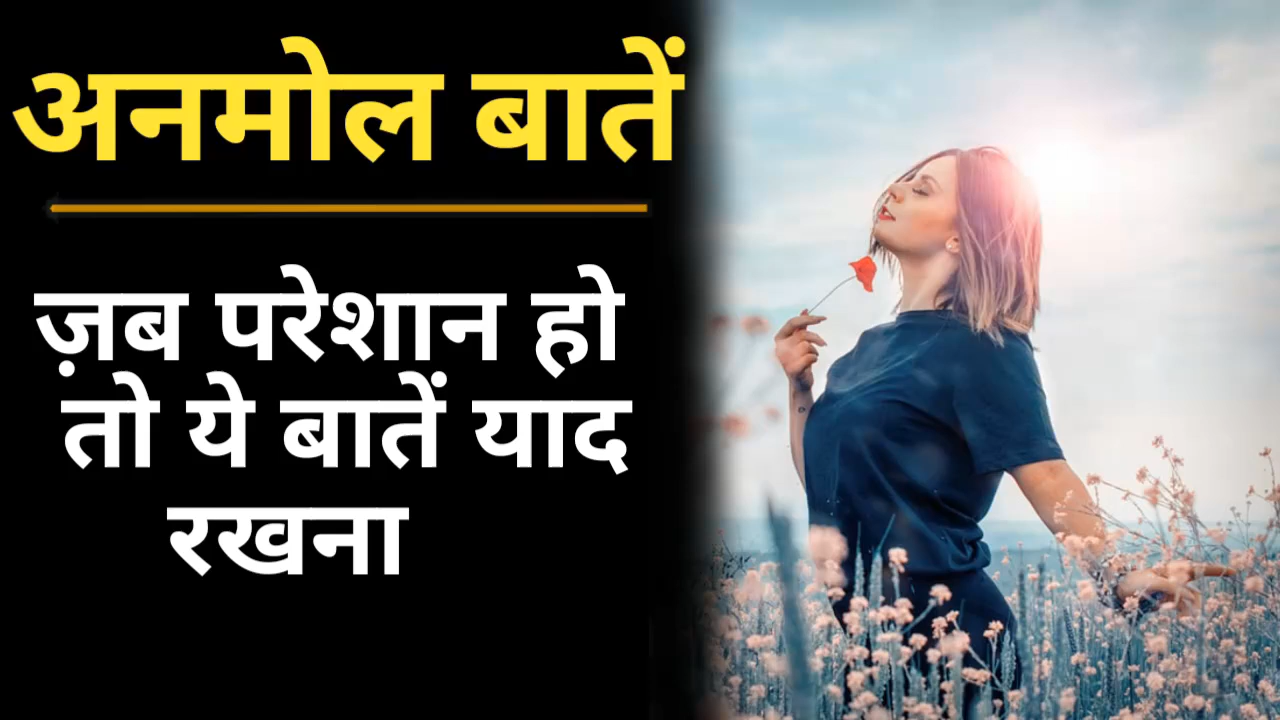 अनमोल बातें
ज़ब परेशान हो
तो ये बातें याद
रखना